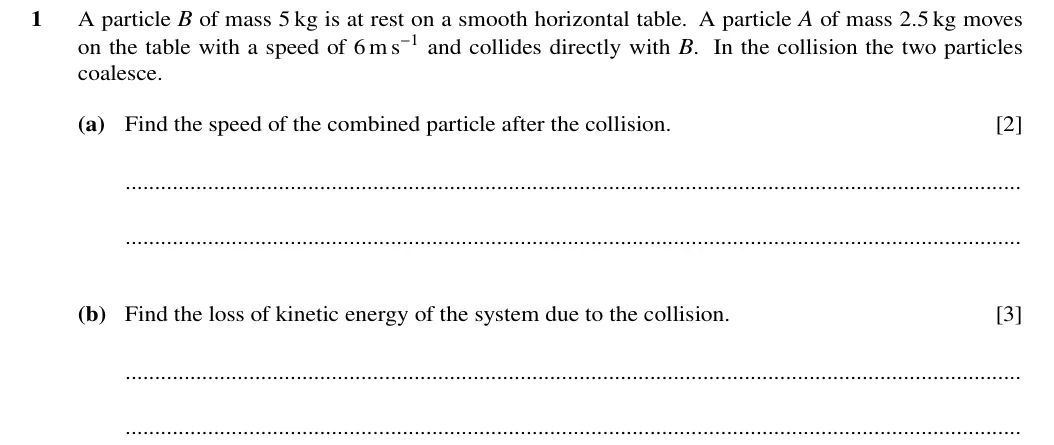 1 A particle B of mass 5 kg is at rest on a smooth horizontal table. A particle A of mass 2.5 kg moves
on the table with a speed of 6 m s⁻¹ and collides directly with B. In the collision the two particles
coalesce.
(a) Find the speed of the combined particle after the collision. [2]
(b) Find the loss of kinetic energy of the system due to the collision. [3]